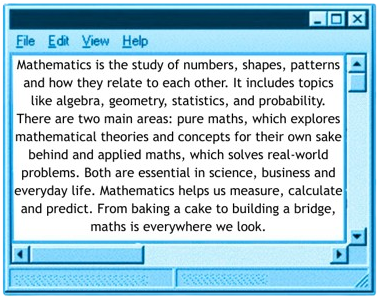 File Edit View Help
Mathematics is the study of numbers, shapes, patterns
and how they relate to each other. It includes topics
like algebra, geometry, statistics, and probability.
There are two main areas: pure maths, which explores
mathematical theories and concepts for their own sake
behind and applied maths, which solves real-world
problems. Both are essential in science, business and
everyday life. Mathematics helps us measure, calculate
and predict. From baking a cake to building a bridge,
maths is everywhere we look.